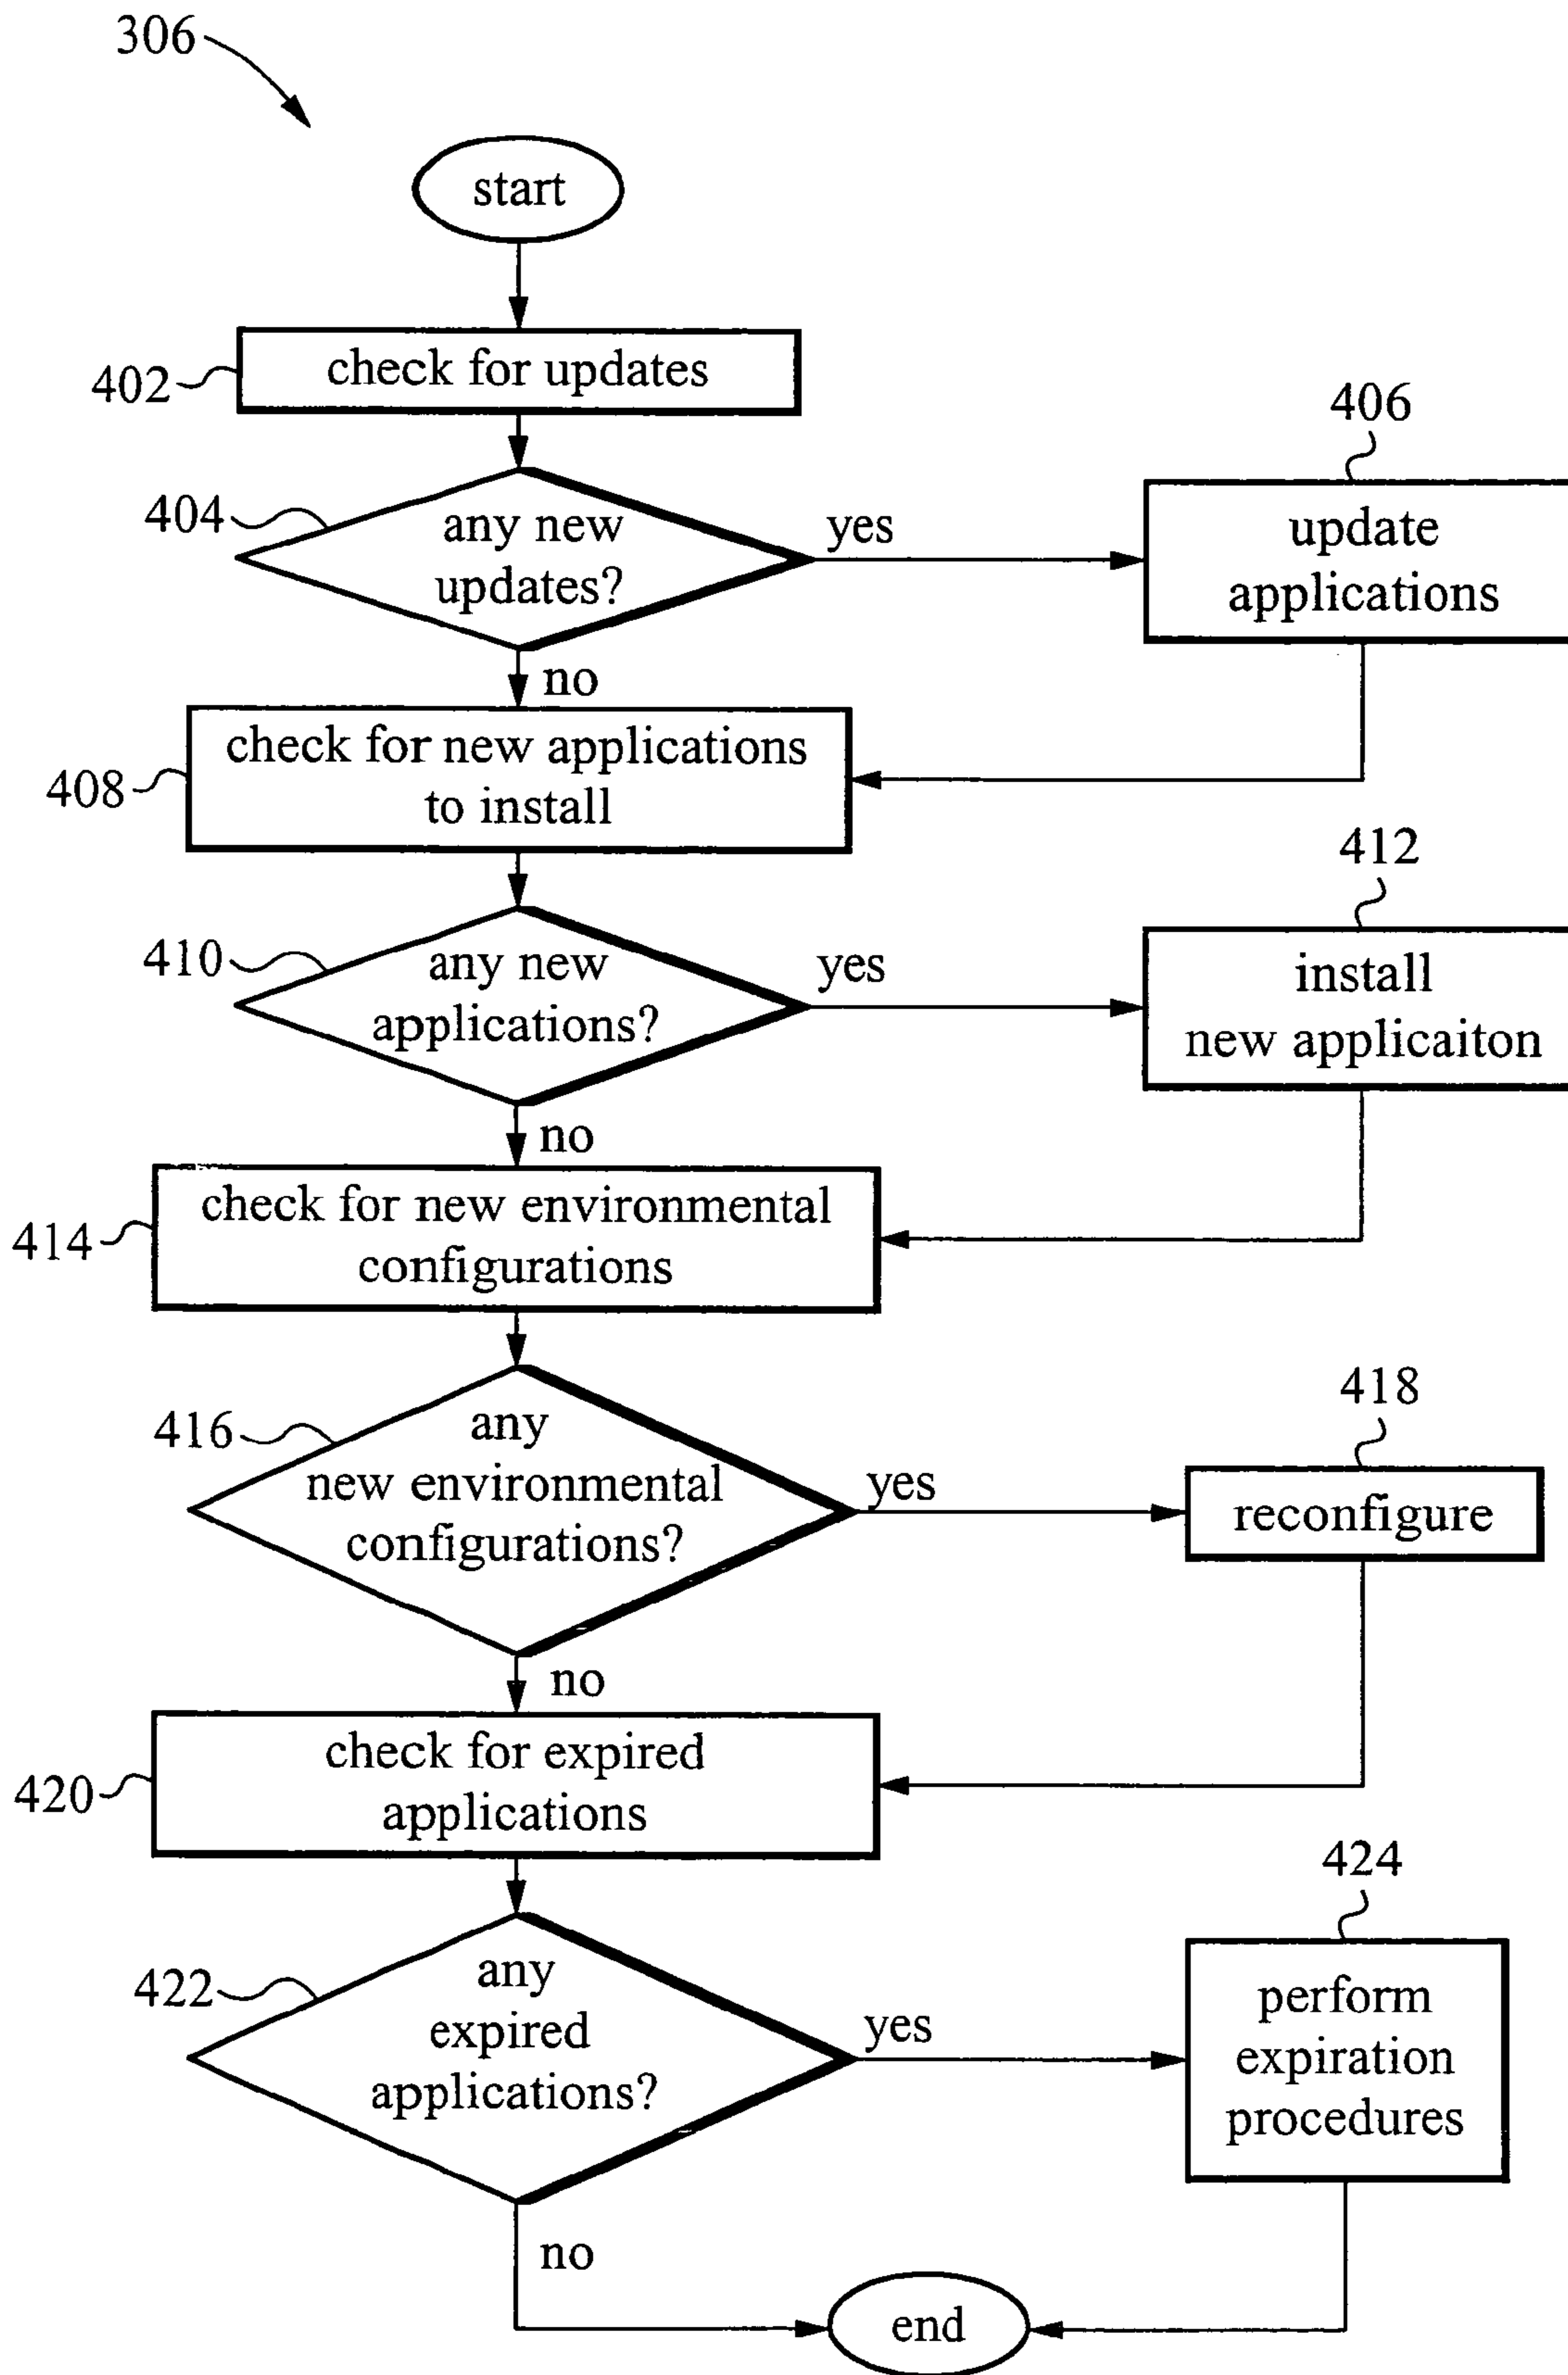 306
start
402
check for updates
404
any new
updates?
yes
406
update
applications
no
408
check for new applications
to install
410
any new
applications?
yes
412
install
new applicaiton
no
414
check for new environmental
configurations
416
any
new environmental
configurations?
yes
418
reconfigure
no
420
check for expired
applications
422
any
expired
applications?
yes
424
perform
expiration
procedures
no
end